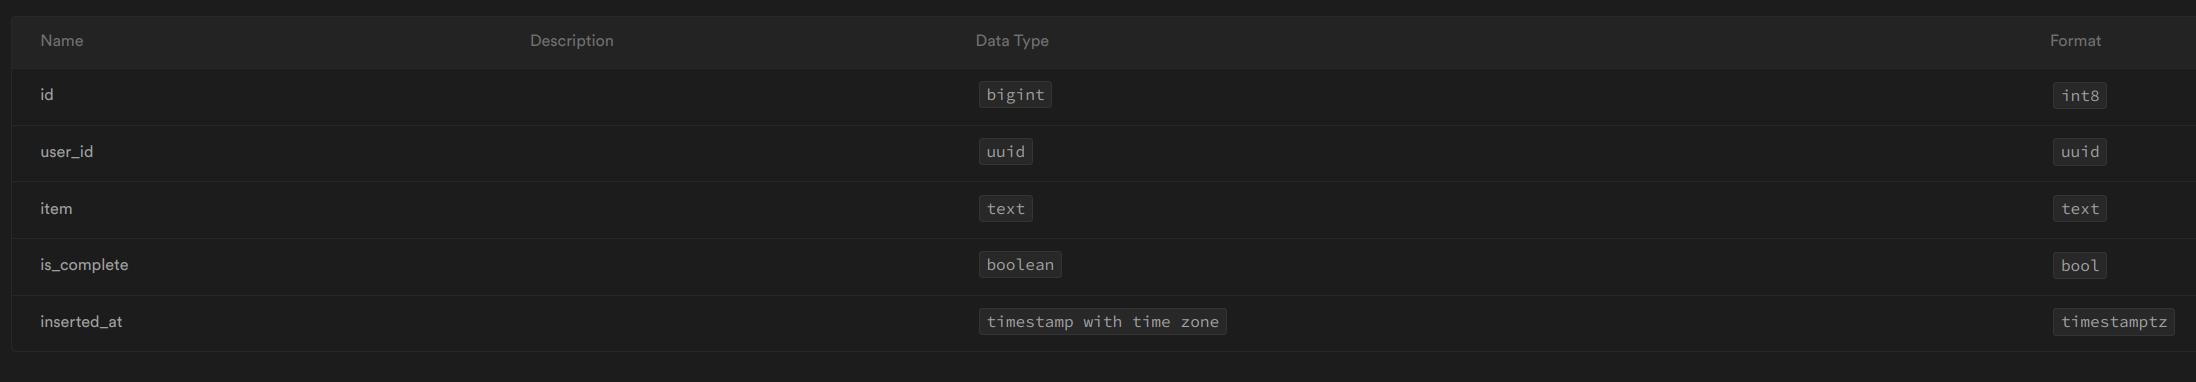 Name Description Data Type Format
id bigint int8
user_id uuid uuid
item text text
is_complete boolean bool
inserted_at timestamp with time zone timestamptz